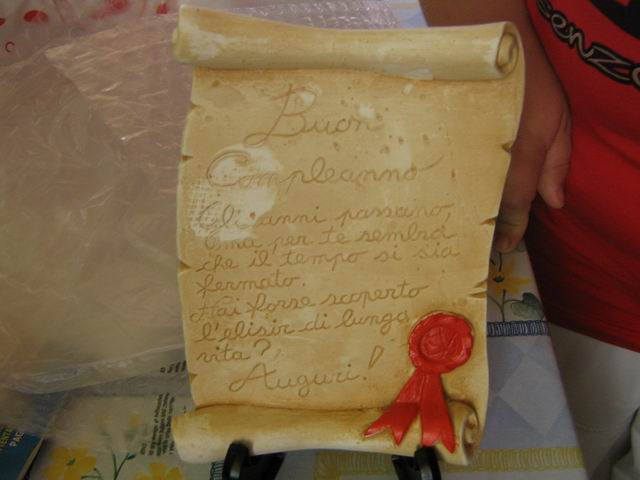 Buon
Compleanno
Gli anni passano,
ma per te sembra
che il tempo si sia
fermato.
Hai forse scoperto
l'elisir di lunga
vita?
Auguri!